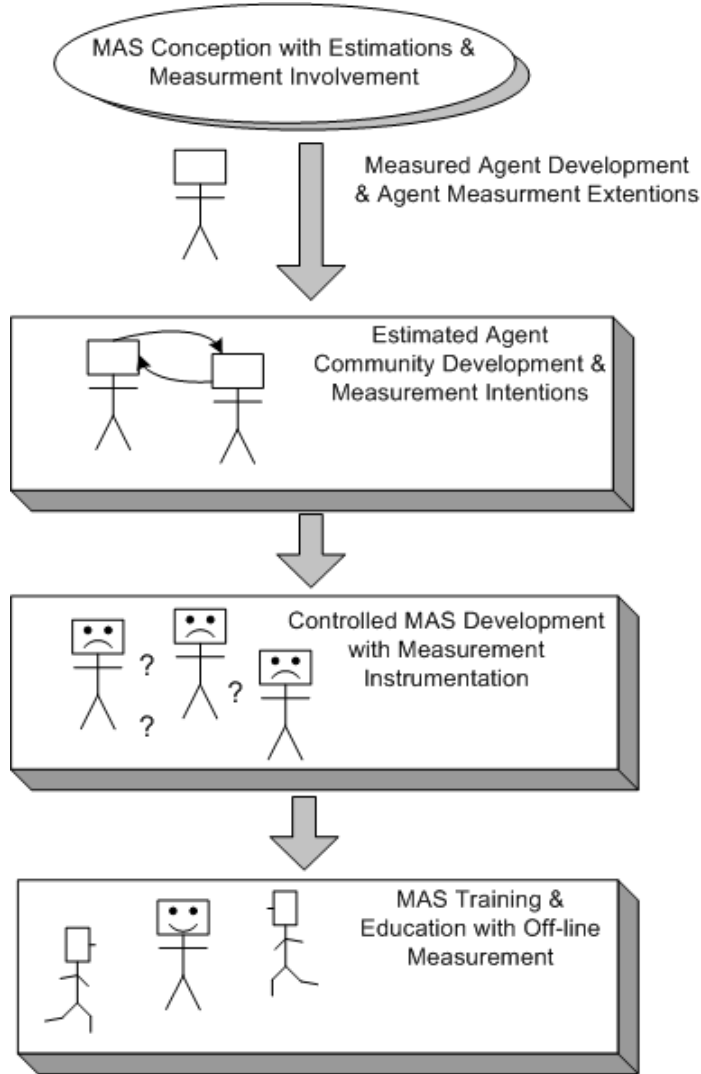 MAS Conception with Estimations &
Measurment Involvement
Measured Agent Development
& Agent Measurment Extentions
Estimated Agent
Community Development &
Measurement Intentions
Controlled MAS Development
with Measurement
Instrumentation
?
?
?
MAS Training &
Education with Off-line
Measurement